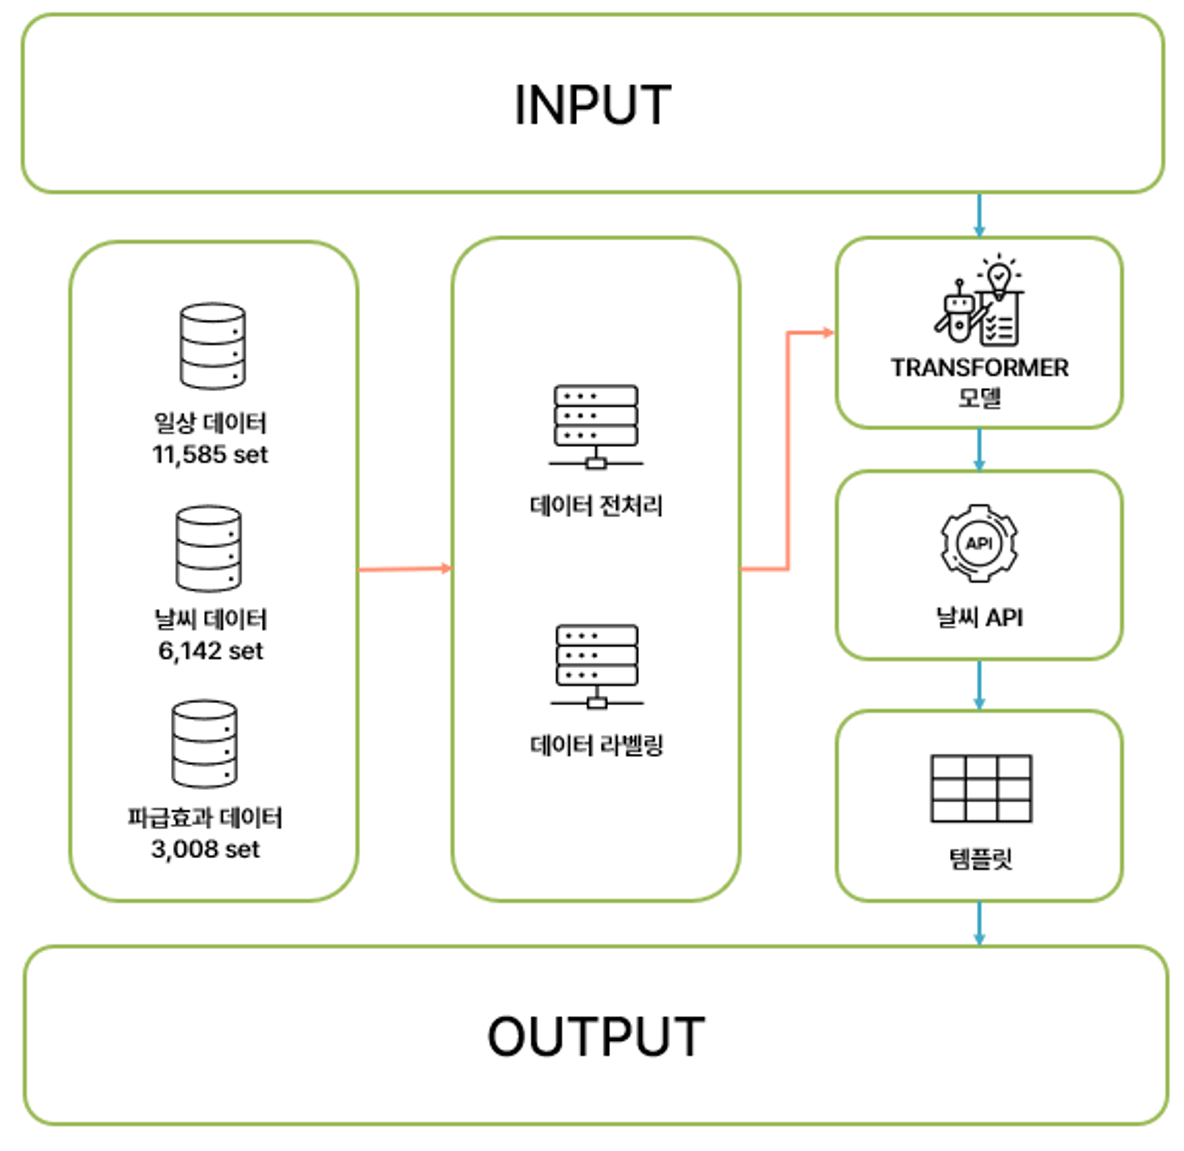 INPUT
일상 데이터
11,585 set
날씨 데이터
6,142 set
파급효과 데이터
3,008 set
데이터 전처리
데이터 라벨링
TRANSFORMER
모델
API
날씨 API
템플릿
OUTPUT